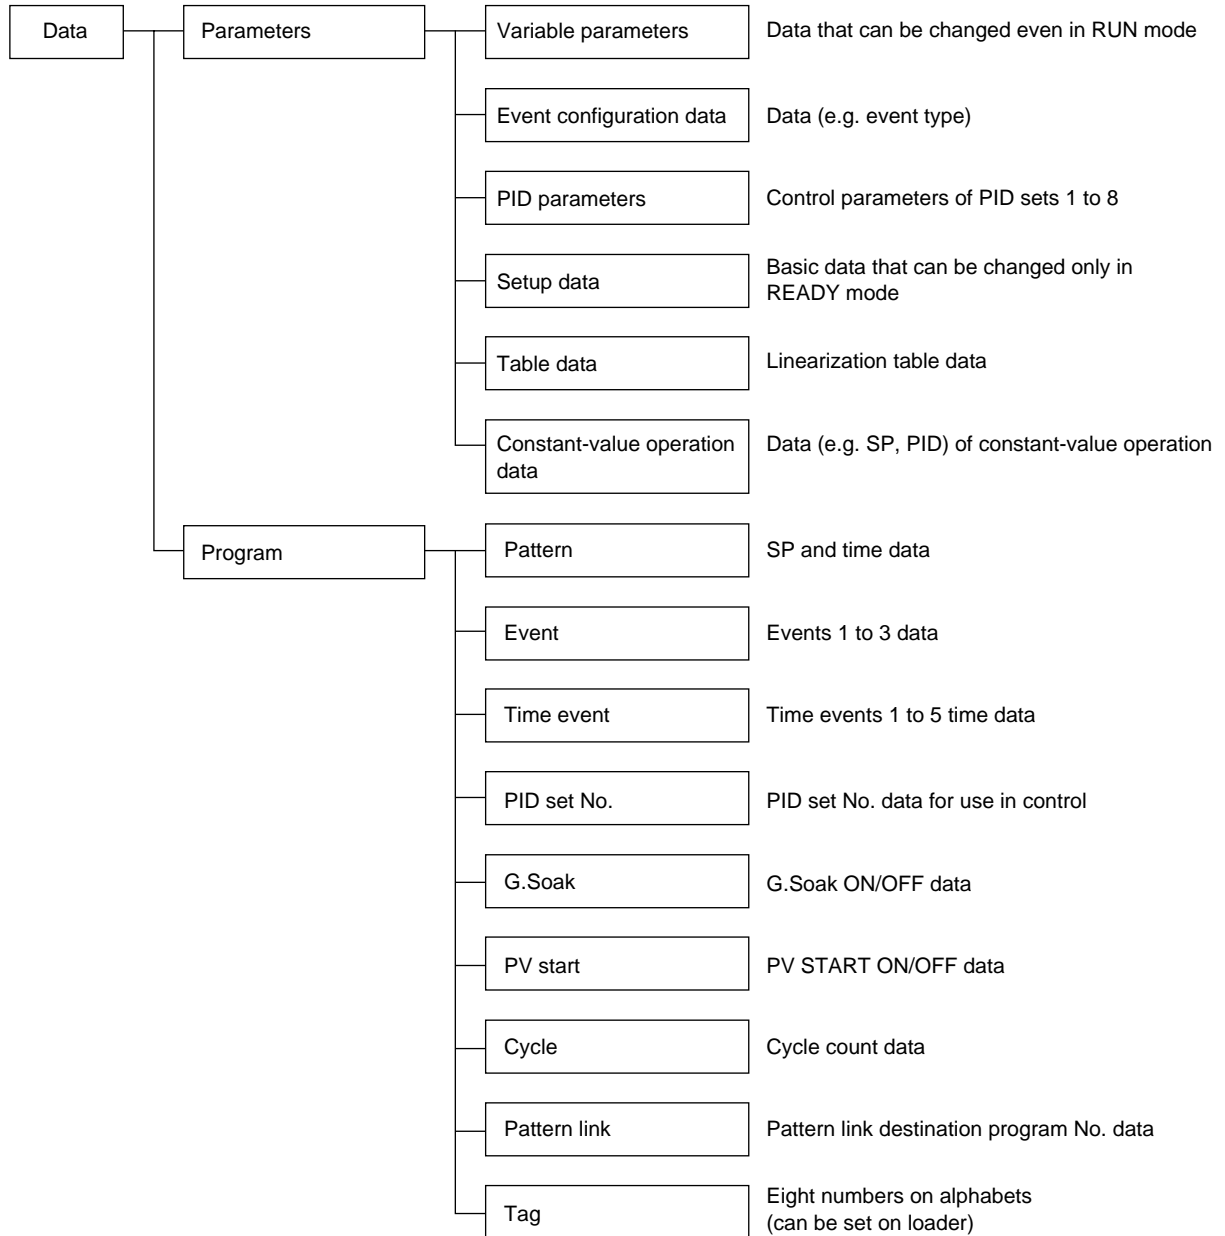 Data
Parameters
Variable parameters
Data that can be changed even in RUN mode
Event configuration data
Data (e.g. event type)
PID parameters
Control parameters of PID sets 1 to 8
Setup data
Basic data that can be changed only in
READY mode
Table data
Linearization table data
Constant-value operation
data
Data (e.g. SP, PID) of constant-value operation
Program
Pattern
SP and time data
Event
Events 1 to 3 data
Time event
Time events 1 to 5 time data
PID set No.
PID set No. data for use in control
G.Soak
G.Soak ON/OFF data
PV start
PV START ON/OFF data
Cycle
Cycle count data
Pattern link
Pattern link destination program No. data
Tag
Eight numbers on alphabets
(can be set on loader)